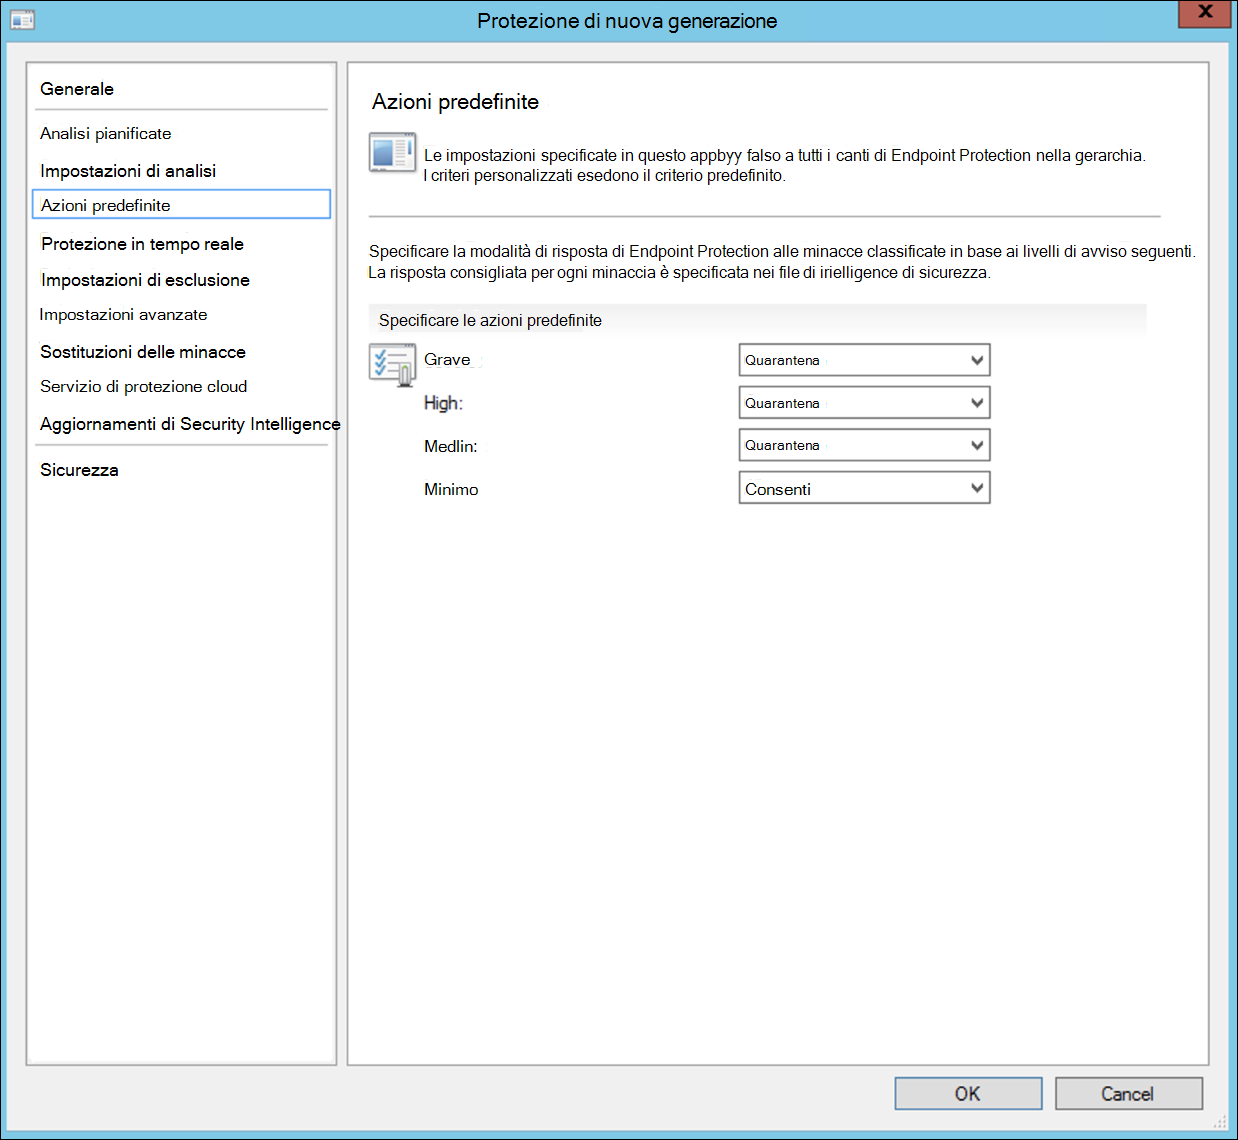 Protezione di nuova generazione
X
Generale
Analisi pianificate
Impostazioni di analisi
Azioni predefinite
Protezione in tempo reale
Impostazioni di esclusione
Impostazioni avanzate
Sostituzioni delle minacce
Servizio di protezione cloud
Aggiornamenti di Security Intelligence
Sicurezza
Azioni predefinite
Le impostazioni specificate in questo appbyy falso a tutti i canti di Endpoint Protection nella gerarchia.
I criteri personalizzati esedono il criterio predefinito.
Specificare la modalità di risposta di Endpoint Protection alle minacce classificate in base ai livelli di avviso seguenti.
La risposta consigliata per ogni minaccia è specificata nei file di irielligence di sicurezza.
Specificare le azioni predefinite
Grave Quarantena
High: Quarantena
Medlin: Quarantena
Minimo Consenti
OK Cancel